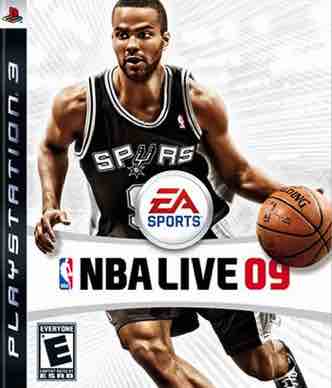 PLAYSTATION 3
SPURS
SPALDING
EA
SPORTS
NBA LIVE 09
EVERYONE
E
ESRB